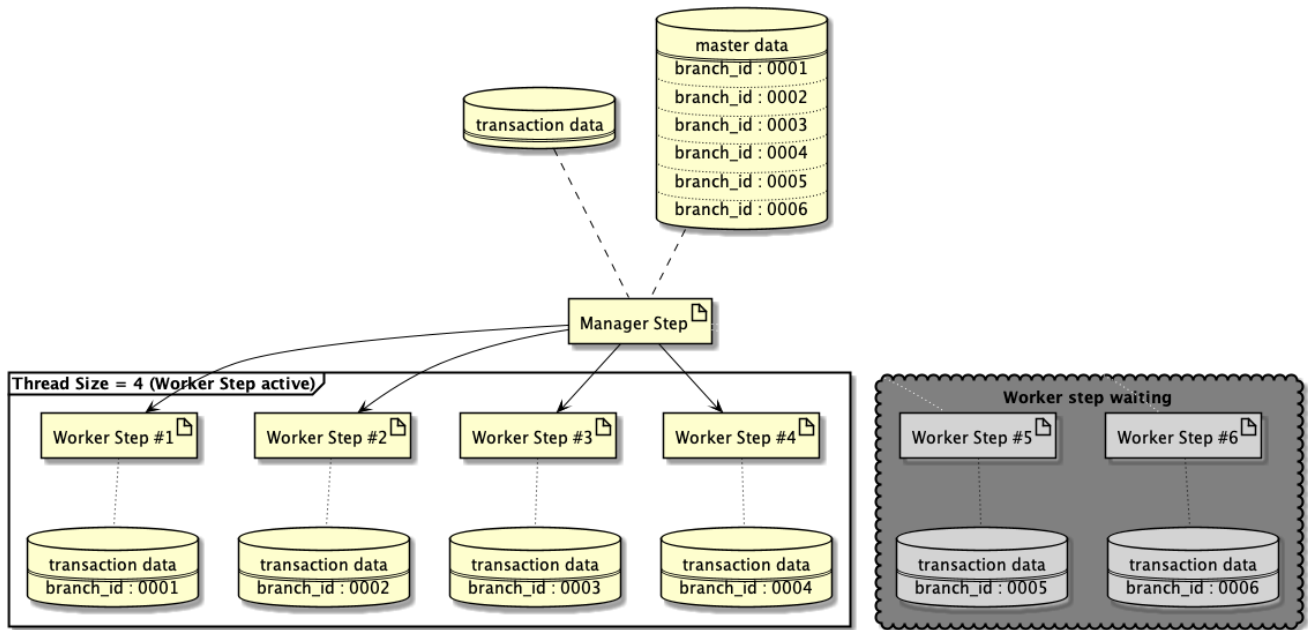 master data
branch_id : 0001
branch_id : 0002
branch_id : 0003
branch_id : 0004
branch_id : 0005
branch_id : 0006
transaction data
Manager Step
Thread Size = 4 (Worker Step active)
Worker step waiting
Worker Step #1
Worker Step #2
Worker Step #3
Worker Step #4
Worker Step #5
Worker Step #6
transaction data
branch_id : 0001
transaction data
branch_id : 0002
transaction data
branch_id : 0003
transaction data
branch_id : 0004
transaction data
branch_id : 0005
transaction data
branch_id : 0006